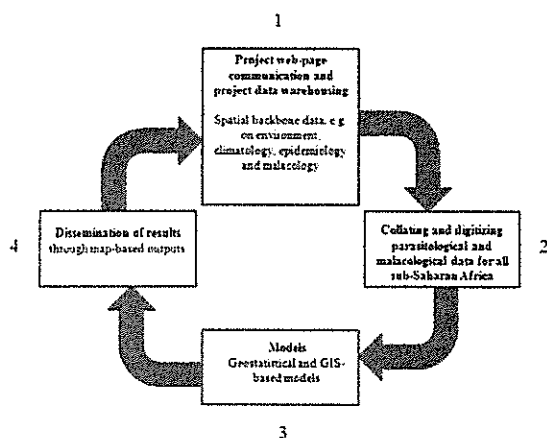 1
Project web-page
communication and
project data warehousing
Spatial backbone data, e.g.
on environment,
climatology, epidemiology
and malacology
4
Dissemination of results
through map-based outputs
Collating and digitizing
parasitological and
malacological data for all
sub-Saharan Africa
2
Models
Geostatistical and GIS-
based models
3